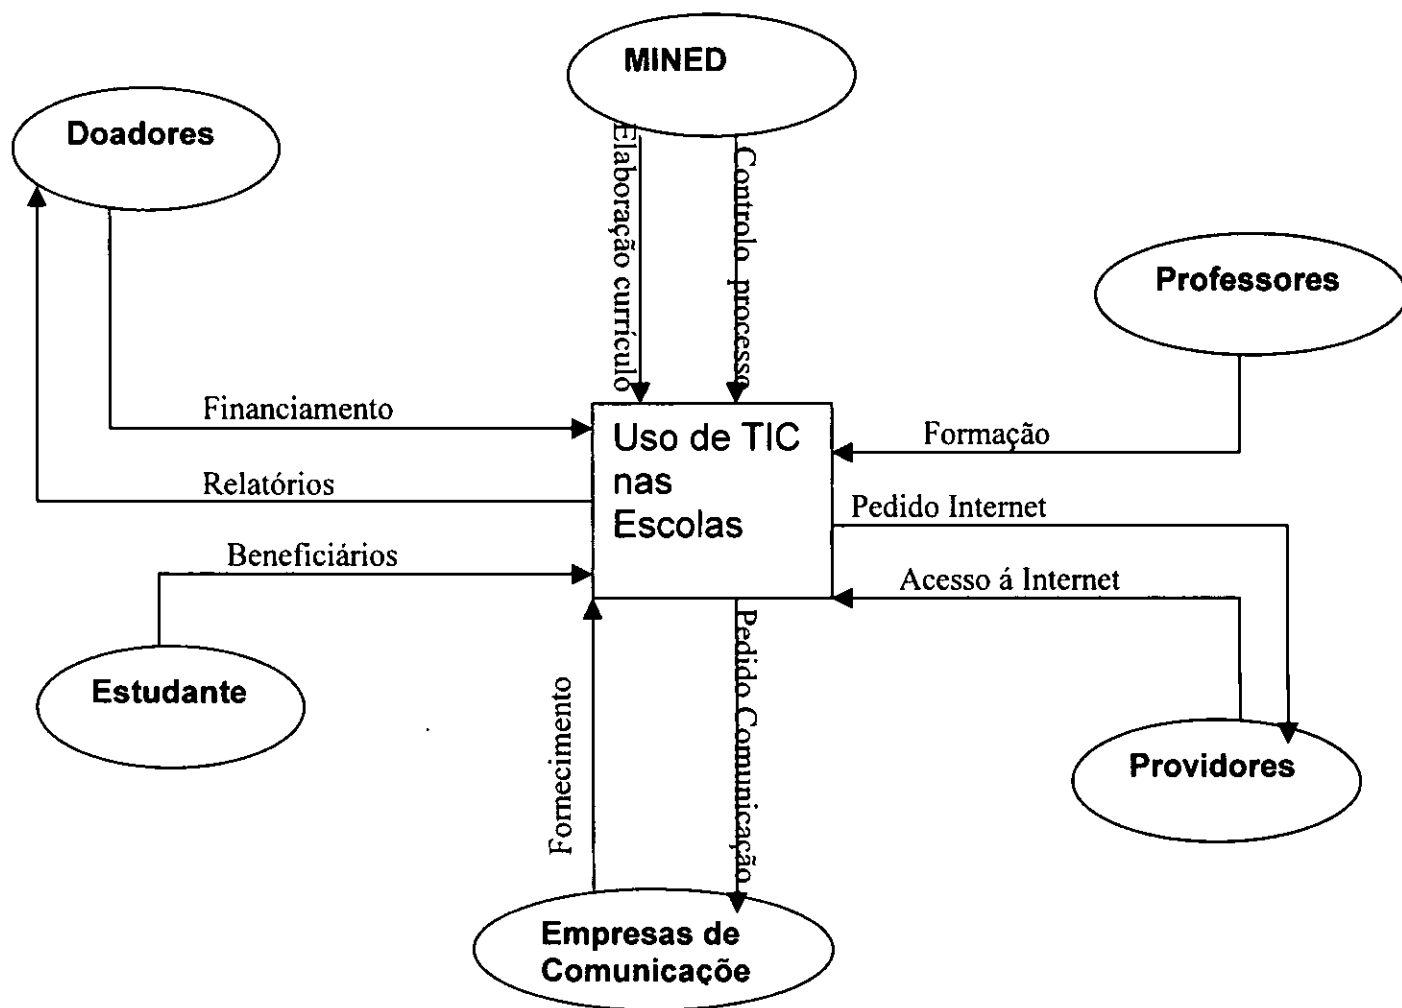 MINED
Doadores
Elaboração currículo
Controlo processo
Professores
Financiamento
Uso de TIC
nas
Escolas
Formação
Relatórios
Pedido Internet
Beneficiários
Acesso á Internet
Estudante
Fornecimento
Pedido Comunicação
Providores
Empresas de
Comunicaçõe